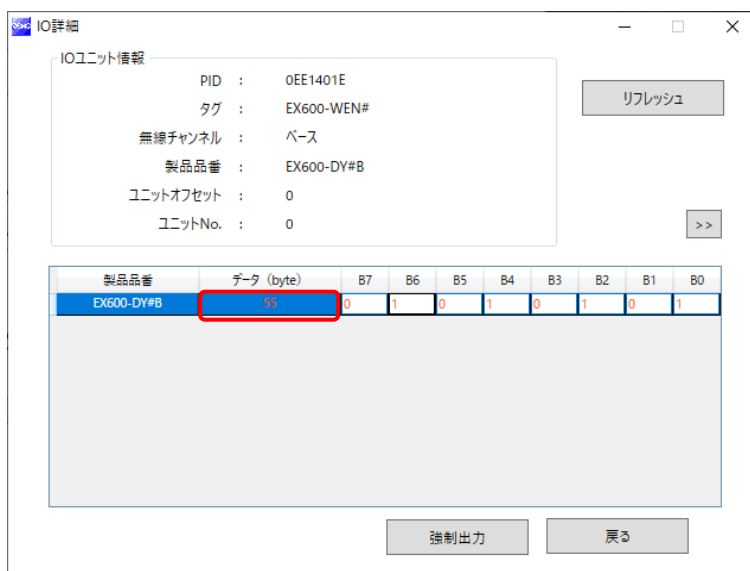 IO詳細
IOユニット情報
PID : 0EE1401E
タグ : EX600-WEN#
無線チャンネル : ベース
製品品番 : EX600-DY#B
ユニットオフセット : 0
ユニットNo. : 0
リフレッシュ
>>
製品品番 データ (byte) B7 B6 B5 B4 B3 B2 B1 B0
EX600-DY#B 55 0 1 0 1 0 1 0 1
強制出力 戻る